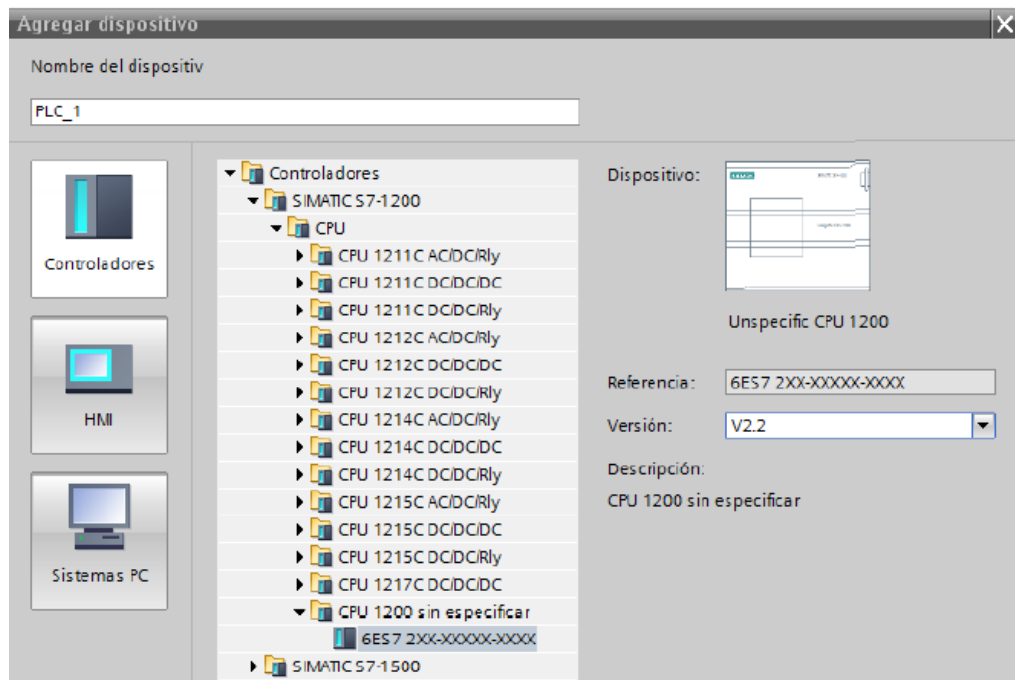 Agregar dispositivo
Nombre del dispositiv
PLC_1
Controladores
HMI
Sistemas PC
Controladores
SIMATIC S7-1200
CPU
CPU 1211C AC/DC/Rly
CPU 1211C DC/DC/DC
CPU 1211C DC/DC/Rly
CPU 1212C AC/DC/Rly
CPU 1212C DC/DC/DC
CPU 1212C DC/DC/Rly
CPU 1214C AC/DC/Rly
CPU 1214C DC/DC/DC
CPU 1214C DC/DC/Rly
CPU 1215C AC/DC/Rly
CPU 1215C DC/DC/DC
CPU 1215C DC/DC/Rly
CPU 1217C DC/DC/DC
CPU 1200 sin especificar
6ES7 2XX-XXXXX-XXXX
SIMATIC S7-1500
Dispositivo:
Unspecific CPU 1200
Referencia:
6ES7 2XX-XXXXX-XXXX
Versión:
V2.2
Descripción:
CPU 1200 sin especificar